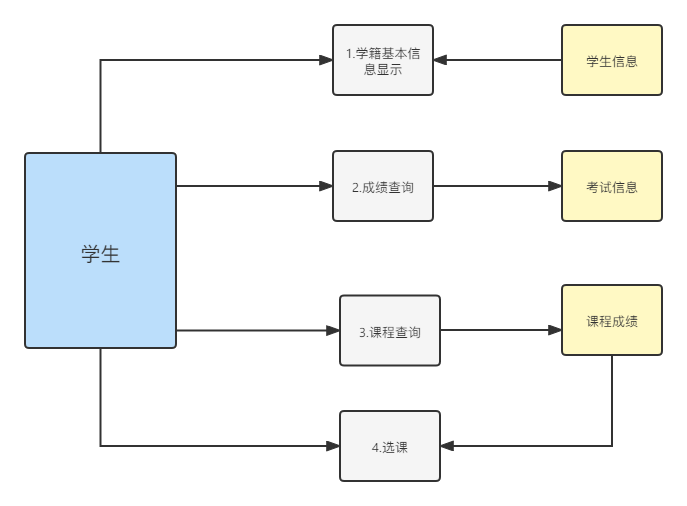 1.学籍基本信
息显示
学生信息
2.成绩查询
考试信息
学生
3.课程查询
课程成绩
4.选课